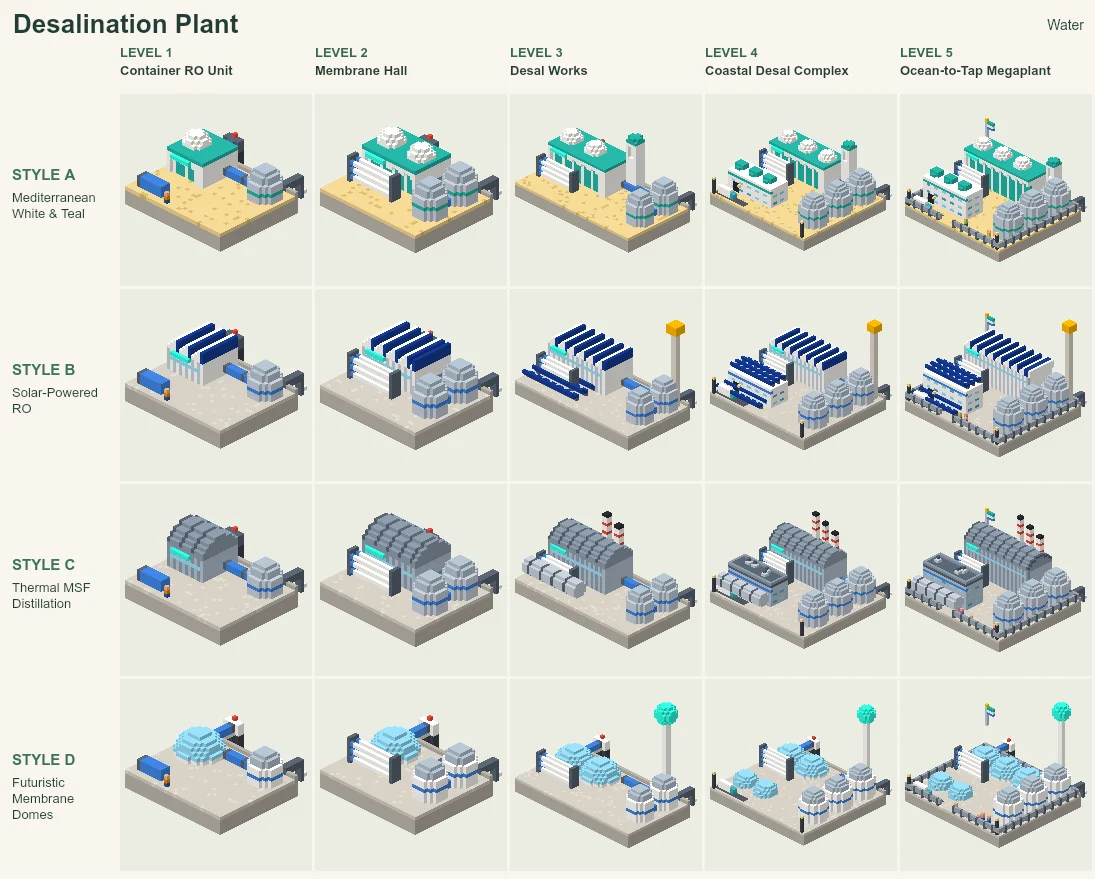 Desalination Plant
Water
LEVEL 1
Container RO Unit
LEVEL 2
Membrane Hall
LEVEL 3
Desal Works
LEVEL 4
Coastal Desal Complex
LEVEL 5
Ocean-to-Tap Megaplant
STYLE A
Mediterranean
White & Teal
STYLE B
Solar-Powered
RO
STYLE C
Thermal MSF
Distillation
STYLE D
Futuristic
Membrane
Domes